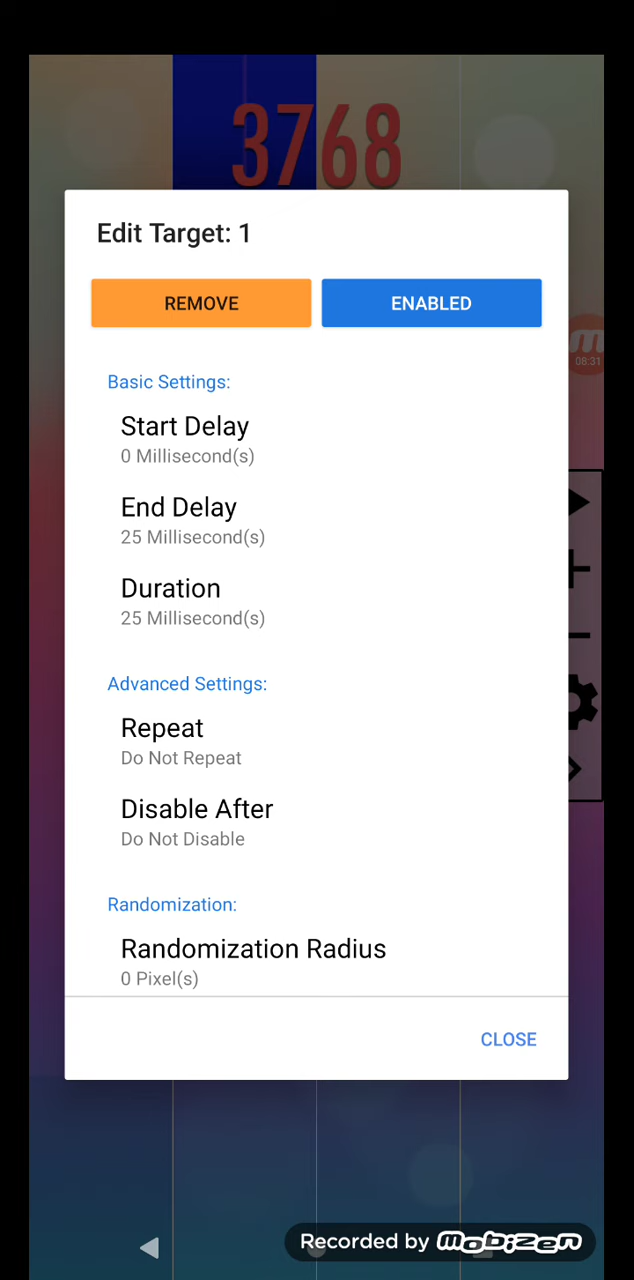 3768
Edit Target: 1
REMOVE
ENABLED
08:31
Basic Settings:
Start Delay
0 Millisecond(s)
End Delay
25 Millisecond(s)
Duration
25 Millisecond(s)
Advanced Settings:
Repeat
Do Not Repeat
Disable After
Do Not Disable
Randomization:
Randomization Radius
0 Pixel(s)
CLOSE
Recorded by mobizen